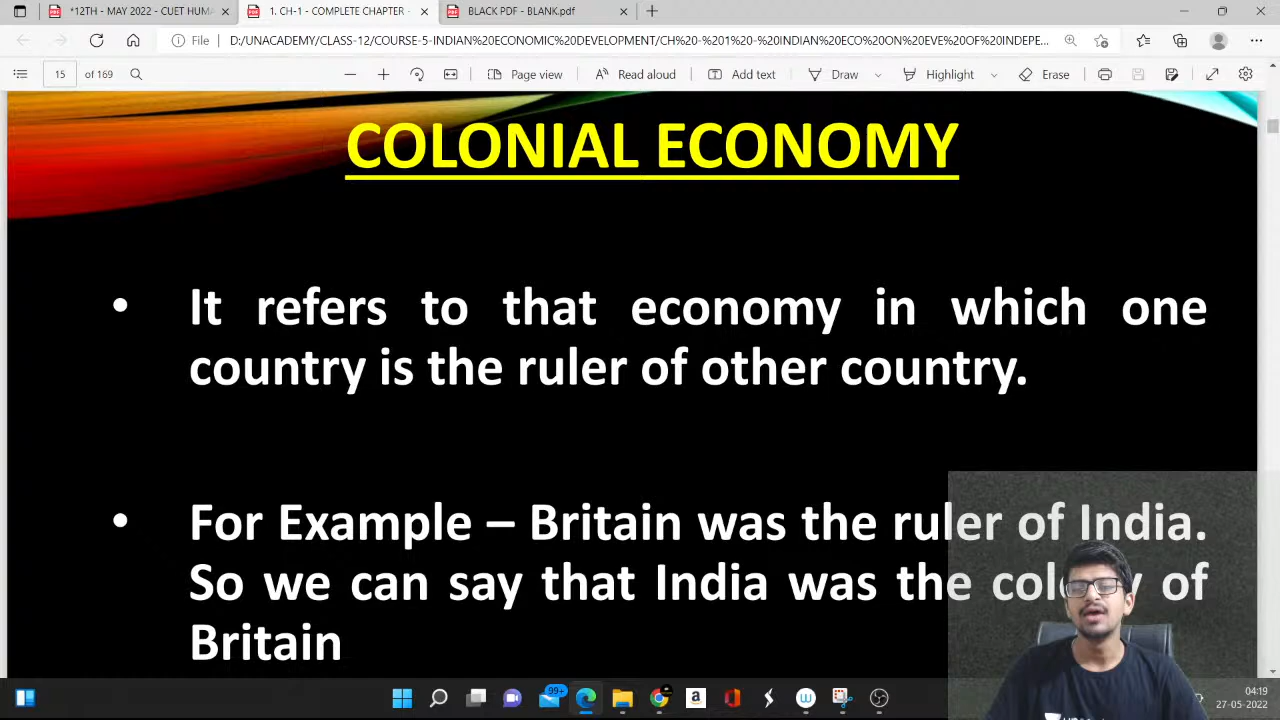 *12TH - MAY 2022 - CUET HUM
1. CH-1 - COMPLETE CHAPTER -
BLACK PDF - BLANK.pdf
File
D:/UNACADEMY/CLASS-12/COURSE-5-INDIAN%20ECONOMIC%20DEVELOPMENT/CH%20-%201%20-%20INDIAN%20ECO%20ON%20EVE%20OF%20INDEPE...
15 of 169
Page view
Read aloud
Add text
Draw
Highlight
Erase
COLONIAL ECONOMY
• It refers to that economy in which one
country is the ruler of other country.
• For Example – Britain was the ruler of India.
So we can say that India was the colony of
Britain
99+
04:19
27-05-2022